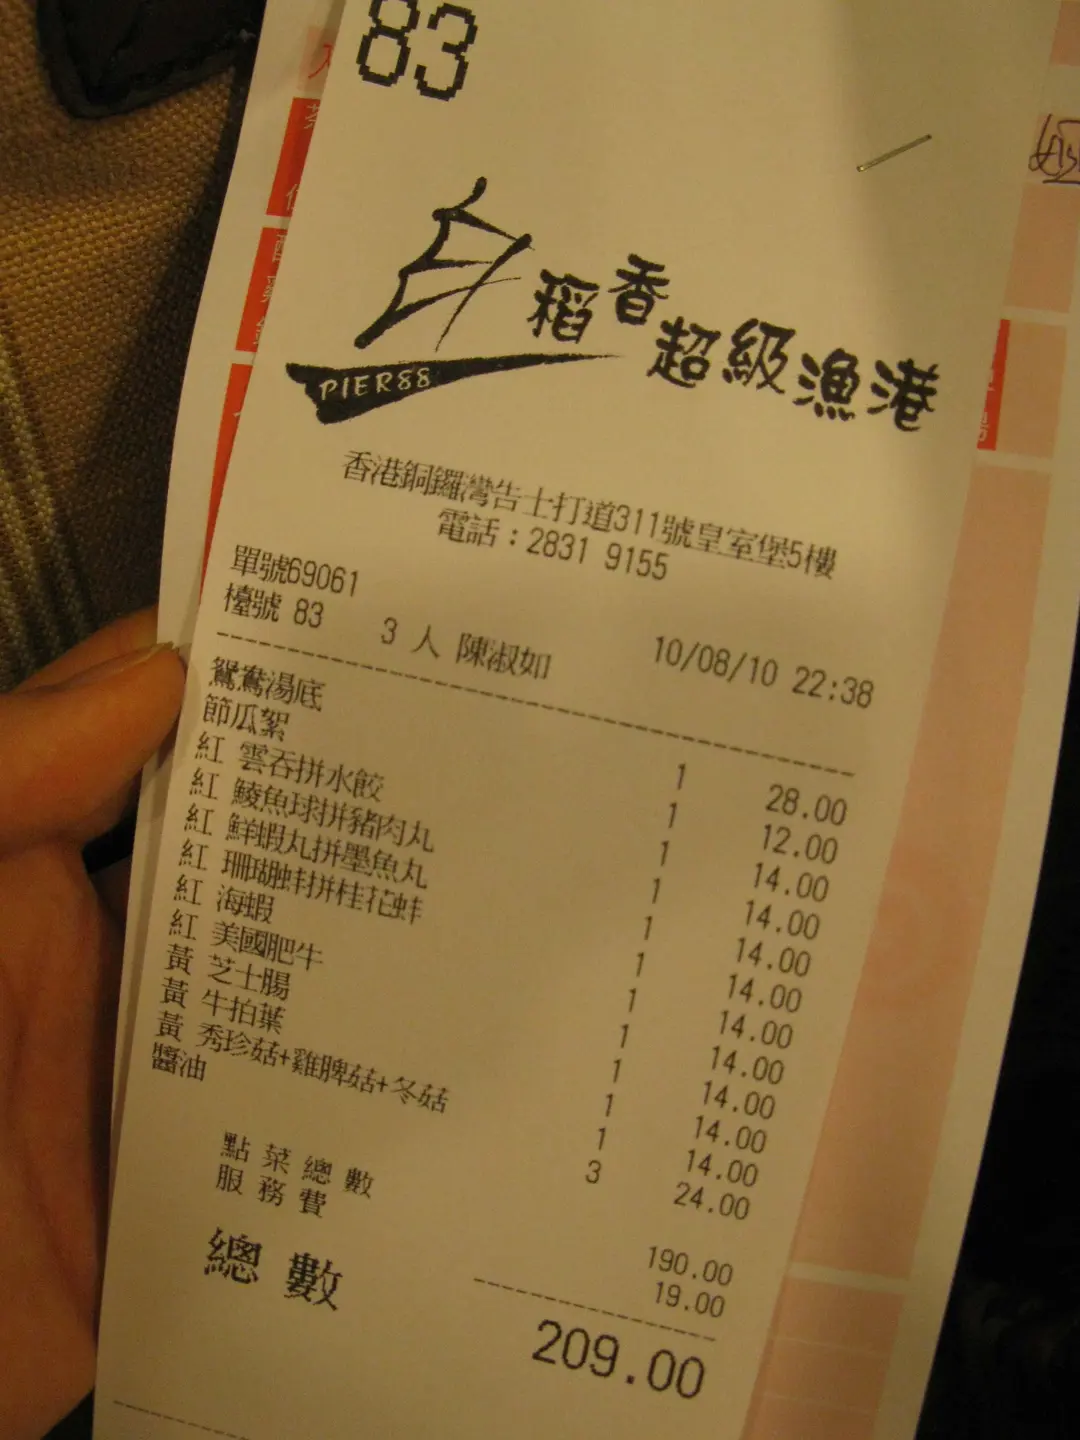 83
稻香超級漁港
PIER88
香港銅鑼灣告士打道311號皇室堡5樓
電話：2831 9155
單號69061
檯號 83 3 人 陳淑如 10/08/10 22:38
鴛鴦湯底 1 28.00
節瓜絮 1 12.00
紅 雲吞拼水餃 1 14.00
紅 鯪魚球拼豬肉丸 1 14.00
紅 鮮蝦丸拼墨魚丸 1 14.00
紅 珊瑚蚌拼桂花蚌 1 14.00
紅 海蝦 1 14.00
紅 美國肥牛 1 14.00
黃 芝士腸 1 14.00
黃 牛拍葉 1 14.00
黃 秀珍菇+雞脾菇+冬菇 1 14.00
醬油 3 24.00
點菜總數 190.00
服務費 19.00
總數 209.00